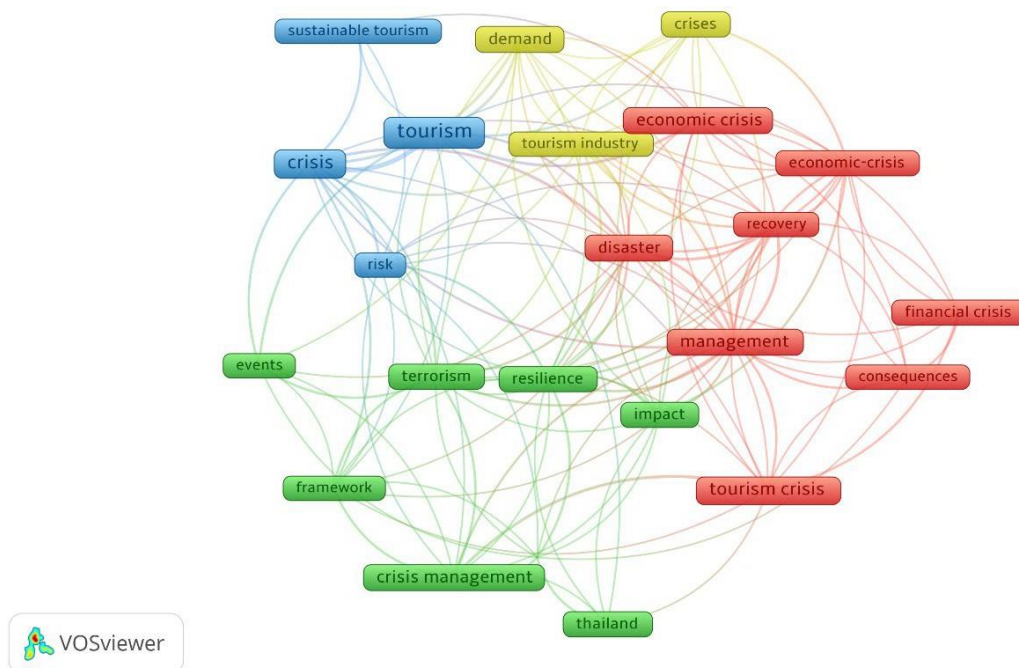 sustainable tourism
demand
crises
tourism
tourism industry
economic crisis
crisis
economic-crisis
recovery
disaster
risk
financial crisis
management
events
terrorism
resilience
consequences
impact
framework
tourism crisis
crisis management
thailand
VOSviewer